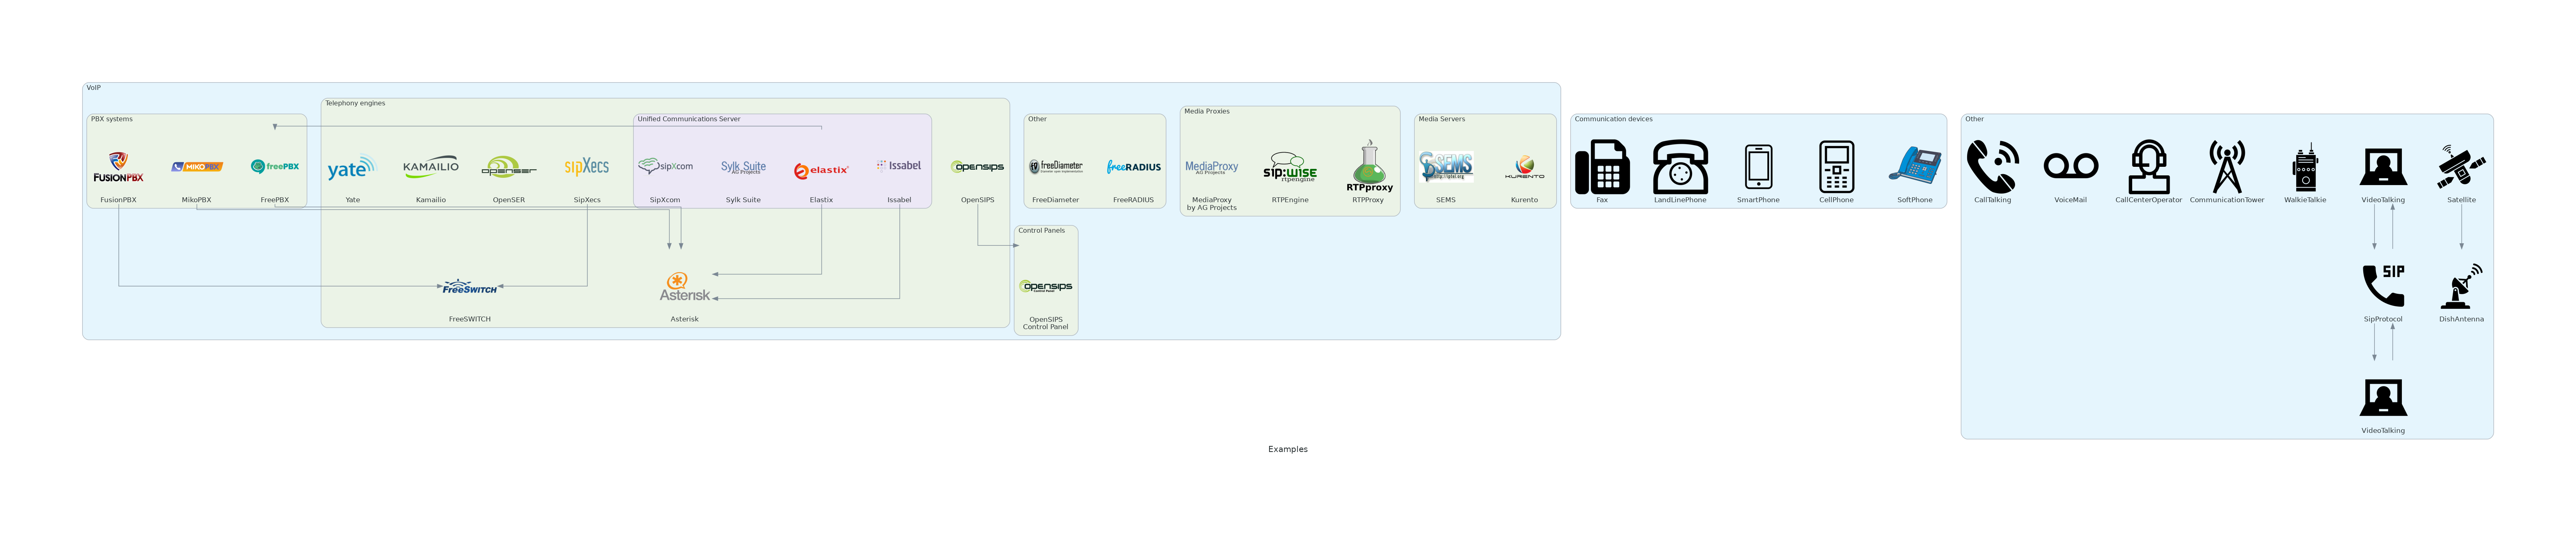 VoIP
PBX systems
FUSIONPBX
FusionPBX
MIKOPBX
MikoPBX
freePBX
FreePBX
Telephony engines
yate
Yate
KAMAILIO
Kamailio
openser
OpenSER
sipXecs
SipXecs
Unified Communications Server
sipXcom
SipXcom
Sylk Suite
AG Projects
Sylk Suite
elastix
Elastix
Issabel
Issabel
opensips
OpenSIPS
FreeSWITCH
FreeSWITCH
Asterisk
Asterisk
Other
freeDiameter
FreeDiameter
freeRADIUS
FreeRADIUS
Control Panels
opensips
Control Panel
OpenSIPS
Control Panel
Media Proxies
MediaProxy
AG Projects
MediaProxy
by AG Projects
sip:wise
rtpengine
RTPEngine
RTPproxy
RTPProxy
Media Servers
SEMS
SEMS
KURENTO
Kurento
Communication devices
Fax
LandLinePhone
SmartPhone
CellPhone
SoftPhone
Other
CallTalking
VoiceMail
CallCenterOperator
CommunicationTower
WalkieTalkie
VideoTalking
Satellite
SIP
SipProtocol
DishAntenna
VideoTalking
Examples